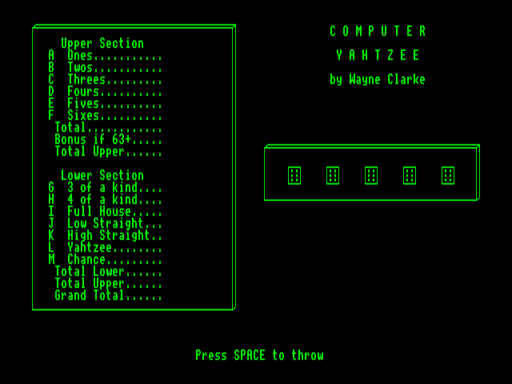 Upper Section
A Ones...........
B Twos...........
C Threes.........
D Fours..........
E Fives..........
F Sixes..........
Total............
Bonus if 63+.....
Total Upper......
Lower Section
G 3 of a kind....
H 4 of a kind....
I Full House.....
J Low Straight...
K High Straight..
L Yahtzee........
M Chance.........
Total Lower......
Total Upper......
Grand Total......
C O M P U T E R
Y A H T Z E E
by Wayne Clarke
Press SPACE to throw